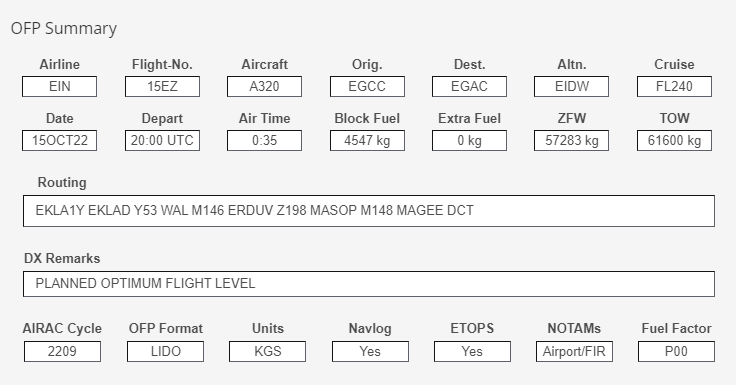 OFP Summary
Airline Flight-No. Aircraft Orig. Dest. Altn. Cruise
EIN 15EZ A320 EGCC EGAC EIDW FL240
Date Depart Air Time Block Fuel Extra Fuel ZFW TOW
15OCT22 20:00 UTC 0:35 4547 kg 0 kg 57283 kg 61600 kg
Routing
EKLA1Y EKLAD Y53 WAL M146 ERDUV Z198 MASOP M148 MAGEE DCT
DX Remarks
PLANNED OPTIMUM FLIGHT LEVEL
AIRAC Cycle OFP Format Units Navlog ETOPS NOTAMs Fuel Factor
2209 LIDO KGS Yes Yes Airport/FIR P00